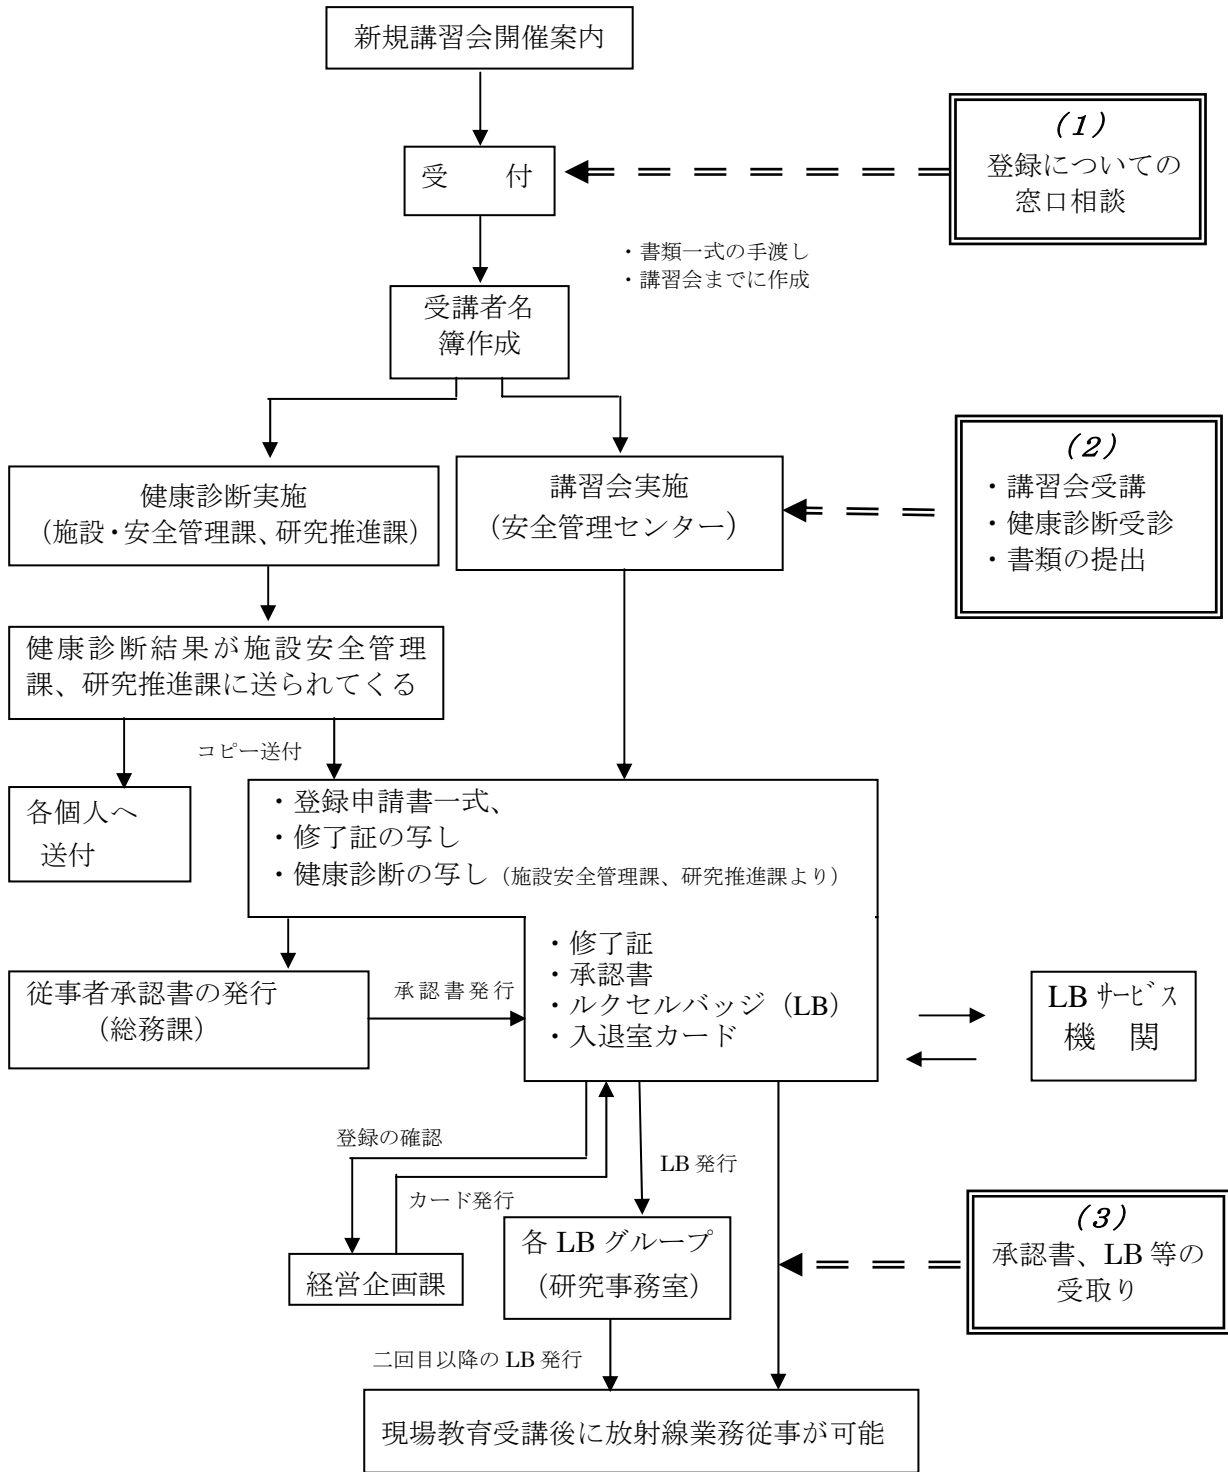 新規講習会開催案内
(1)
登録についての
窓口相談
受　　付
・書類一式の手渡し
・講習会までに作成
受講者名
簿作成
(2)
・講習会受講
・健康診断受診
・書類の提出
健康診断実施
（施設・安全管理課、研究推進課）
講習会実施
（安全管理センター）
健康診断結果が施設安全管理
課、研究推進課に送られてくる
コピー送付
各個人へ
送付
・登録申請書一式、
・修了証の写し
・健康診断の写し（施設安全管理課、研究推進課より）
・修了証
・承認書
・ルクセルバッジ（LB）
・入退室カード
従事者承認書の発行
（総務課）
承認書発行
LB ｻｰﾋﾞｽ
機　関
登録の確認
カード発行
LB 発行
経営企画課
各 LB グループ
（研究事務室）
(3)
承認書、LB 等の
受取り
二回目以降の LB 発行
現場教育受講後に放射線業務従事が可能